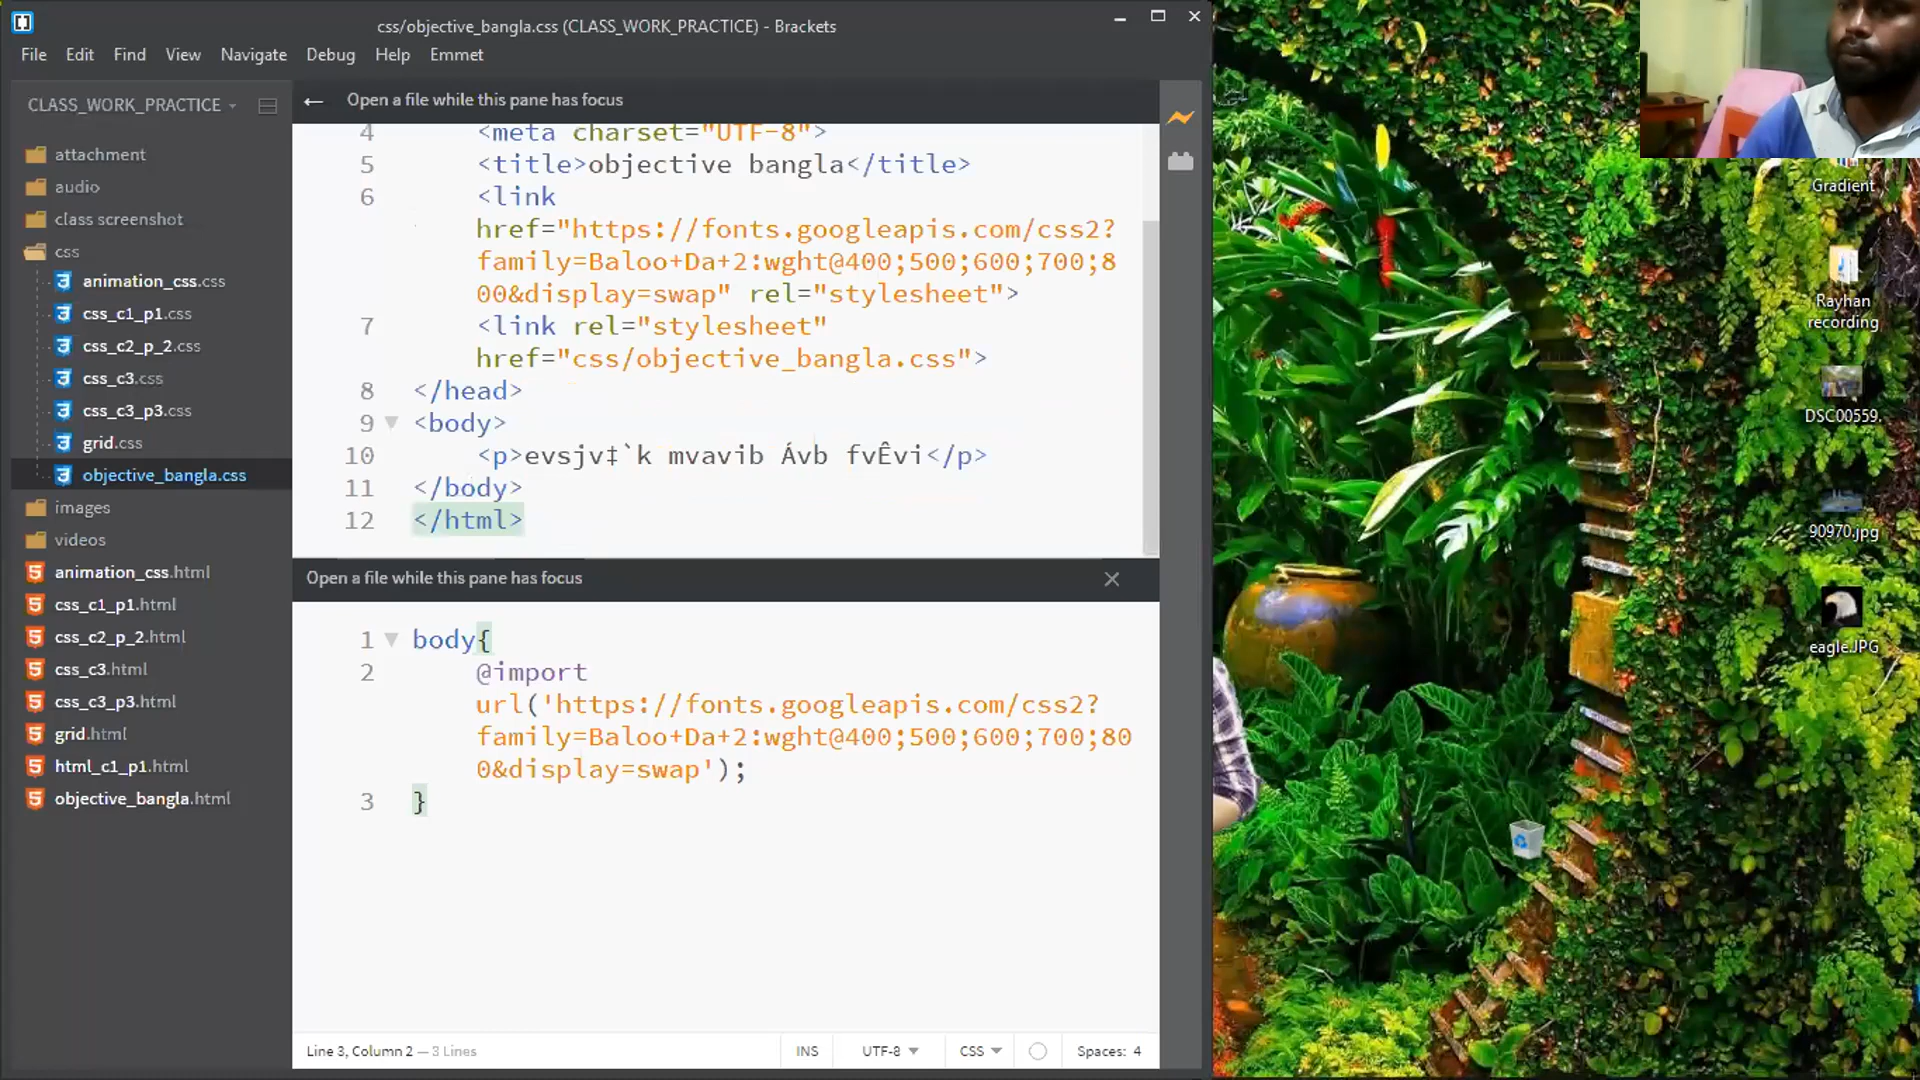 css/objective_bangla.css (CLASS_WORK_PRACTICE) - Brackets
File Edit Find View Navigate Debug Help Emmet
CLASS_WORK_PRACTICE
attachment
audio
class screenshot
css
animation_css.css
css_c1_p1.css
css_c2_p_2.css
css_c3.css
css_c3_p3.css
grid.css
objective_bangla.css
images
videos
animation_css.html
css_c1_p1.html
css_c2_p_2.html
css_c3.html
css_c3_p3.html
grid.html
html_c1_p1.html
objective_bangla.html
Open a file while this pane has focus
4 <meta charset="UTF-8">
5 <title>objective bangla</title>
6 <link
href="https://fonts.googleapis.com/css2?
family=Baloo+Da+2:wght@400;500;600;700;8
00&display=swap" rel="stylesheet">
7 <link rel="stylesheet"
href="css/objective_bangla.css">
8 </head>
9 <body>
10 <p>evsjv‡`k mvavib Ávb fvÊvi</p>
11 </body>
12 </html>
Open a file while this pane has focus
1 body{
2 @import
url('https://fonts.googleapis.com/css2?
family=Baloo+Da+2:wght@400;500;600;700;80
0&display=swap');
3 }
Line 3, Column 2 — 3 Lines
INS UTF-8 CSS Spaces: 4
Gradient
Rayhan
recording
DSC00559.
90970.jpg
eagle.JPG